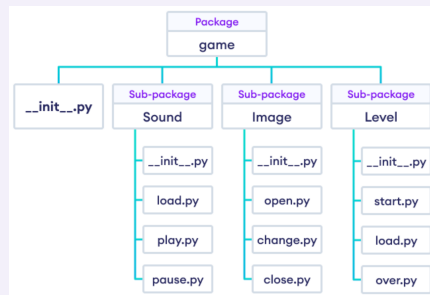 Package
game
__init__.py
Sub-package
Sound
Sub-package
Image
Sub-package
Level
__init__.py
load.py
play.py
pause.py
__init__.py
open.py
change.py
close.py
__init__.py
start.py
load.py
over.py